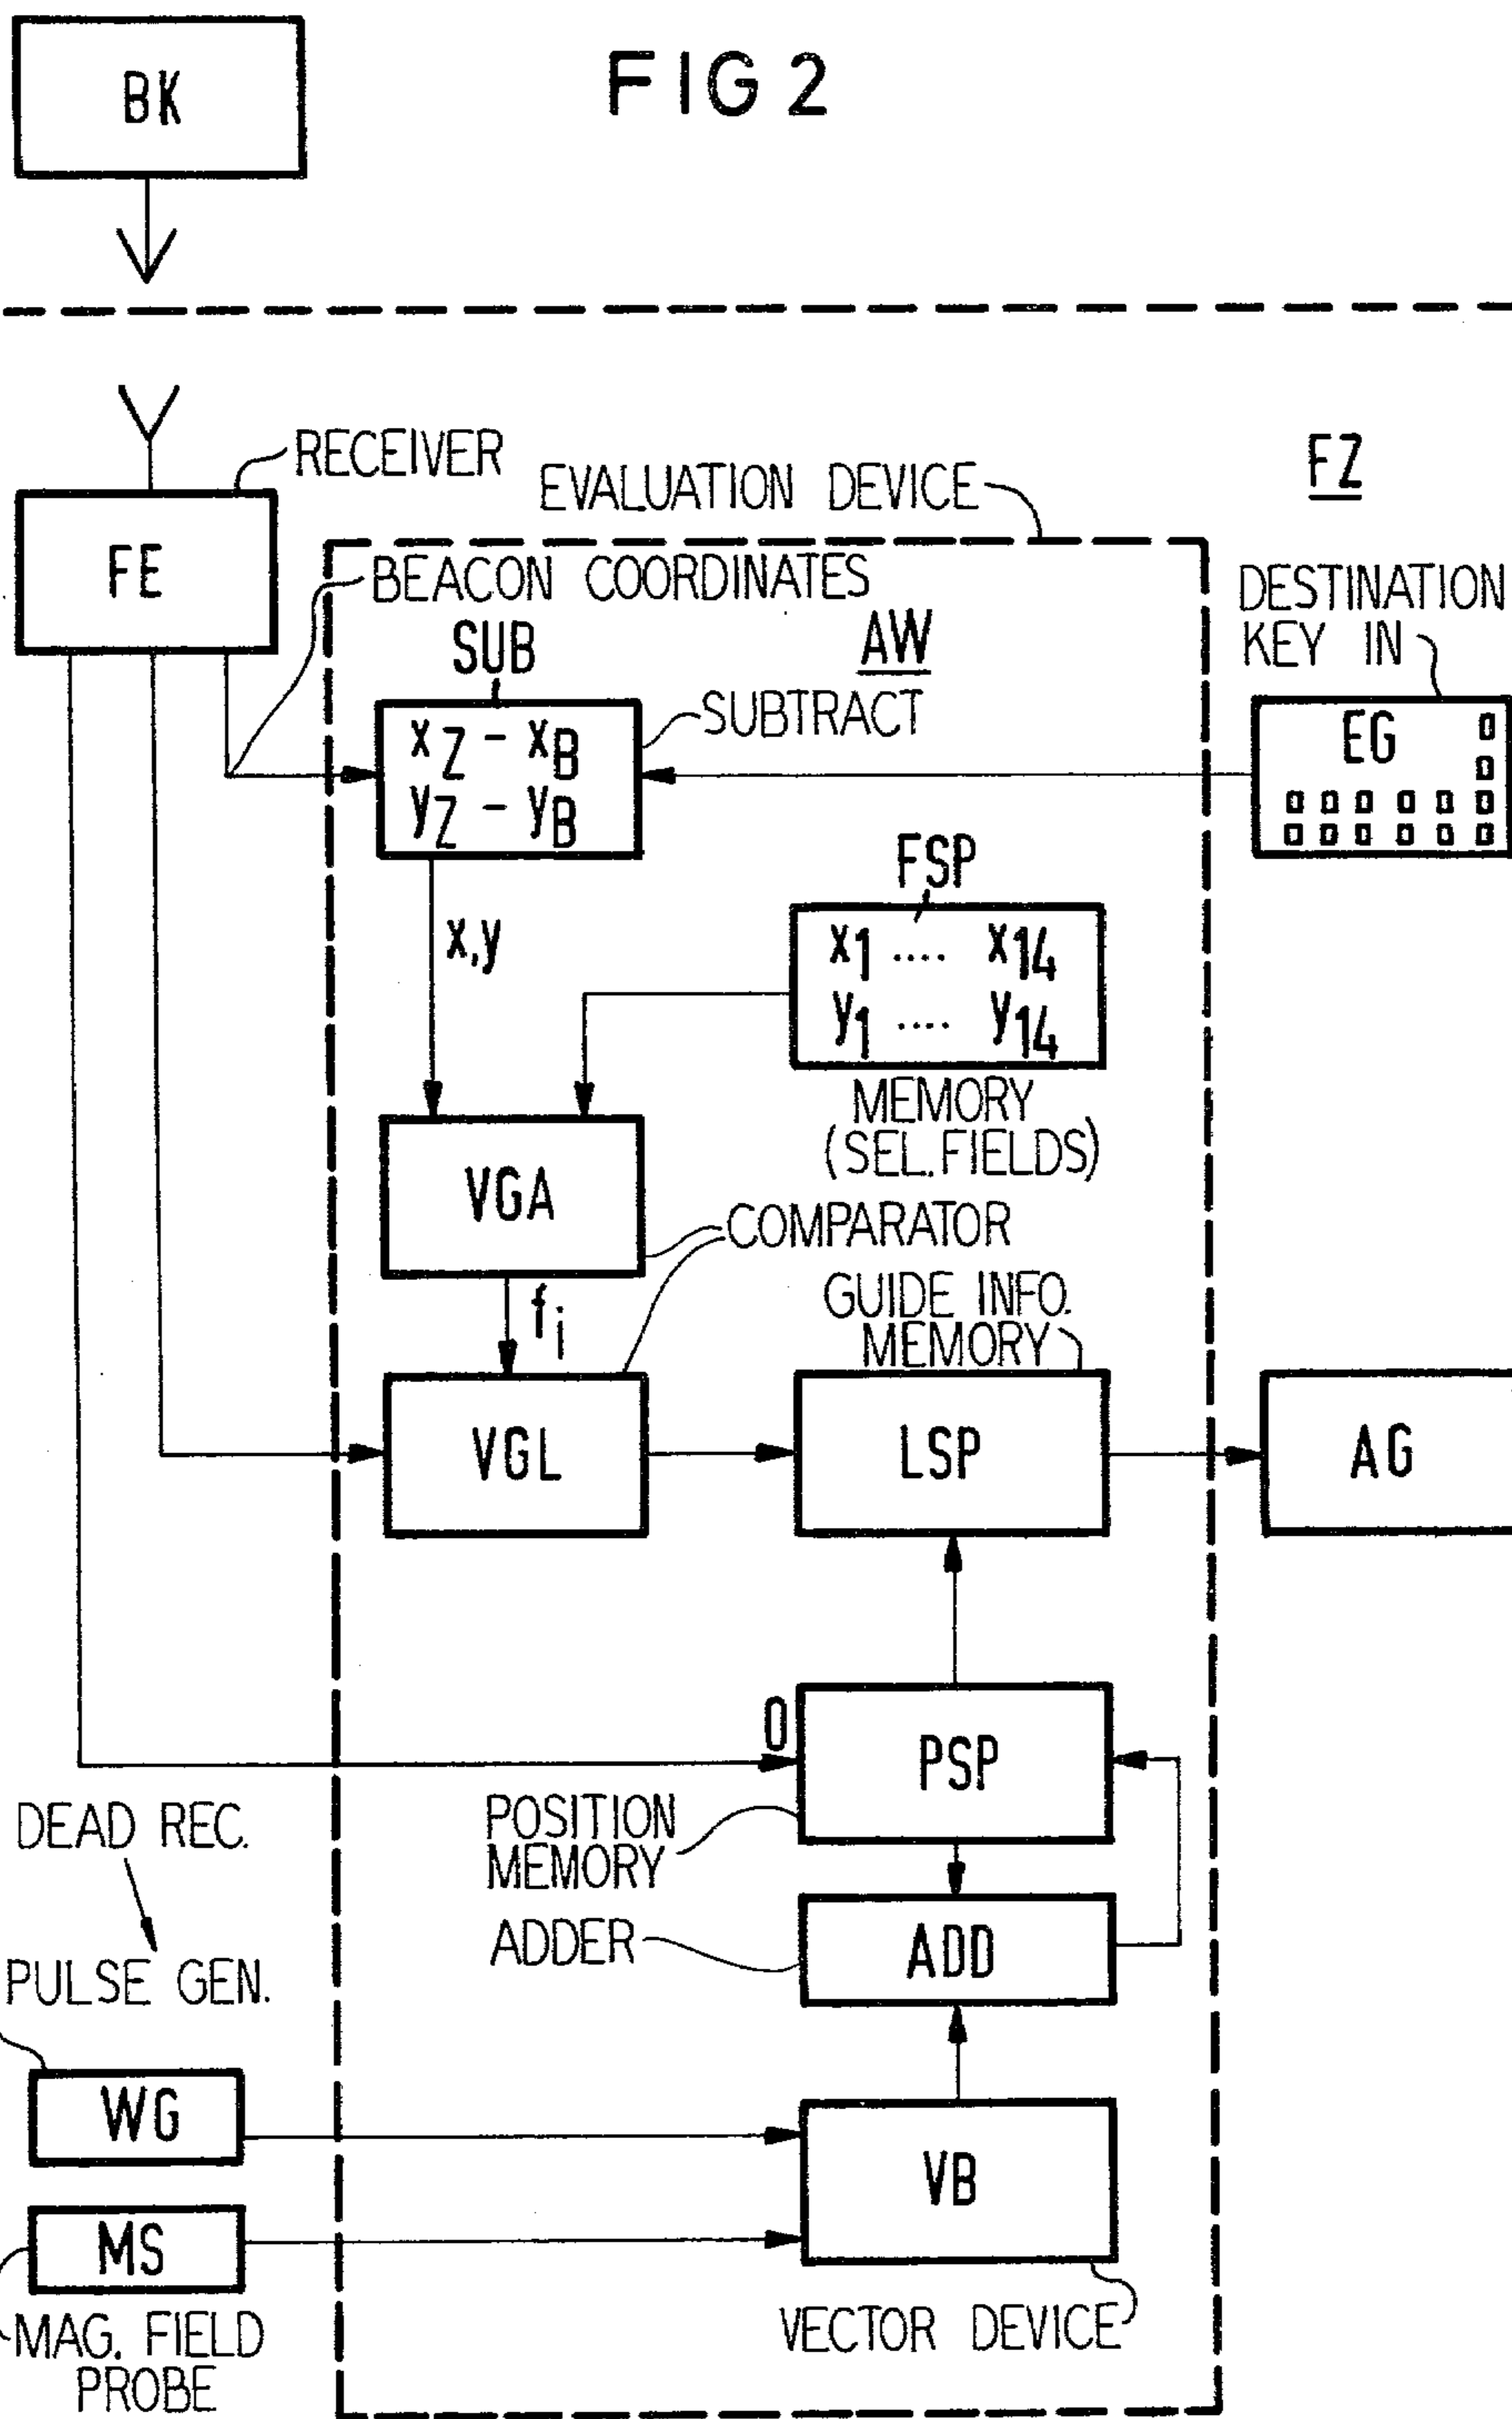 FIG 2
BK
RECEIVER
FZ
EVALUATION DEVICE
FE
BEACON COORDINATES
DESTINATION
KEY IN
SUB
AW
SUBTRACT
xZ - xB
yZ - yB
EG
FSP
x,y
x1 .... x14
y1 .... y14
MEMORY
(SEL. FIELDS)
VGA
COMPARATOR
fi
GUIDE INFO.
MEMORY
VGL
LSP
AG
0
PSP
POSITION
MEMORY
DEAD REC.
ADDER
ADD
PULSE GEN.
WG
VB
MS
MAG. FIELD
PROBE
VECTOR DEVICE